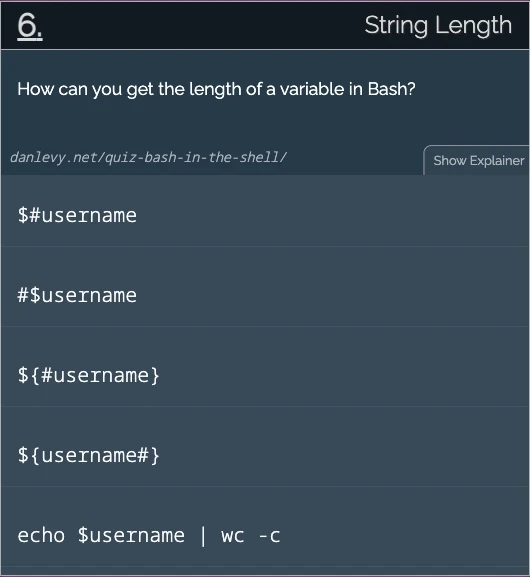 6.
String Length
How can you get the length of a variable in Bash?
danlevy.net/quiz-bash-in-the-shell/
Show Explainer
$#username
#$username
${#username}
${username#}
echo $username | wc -c